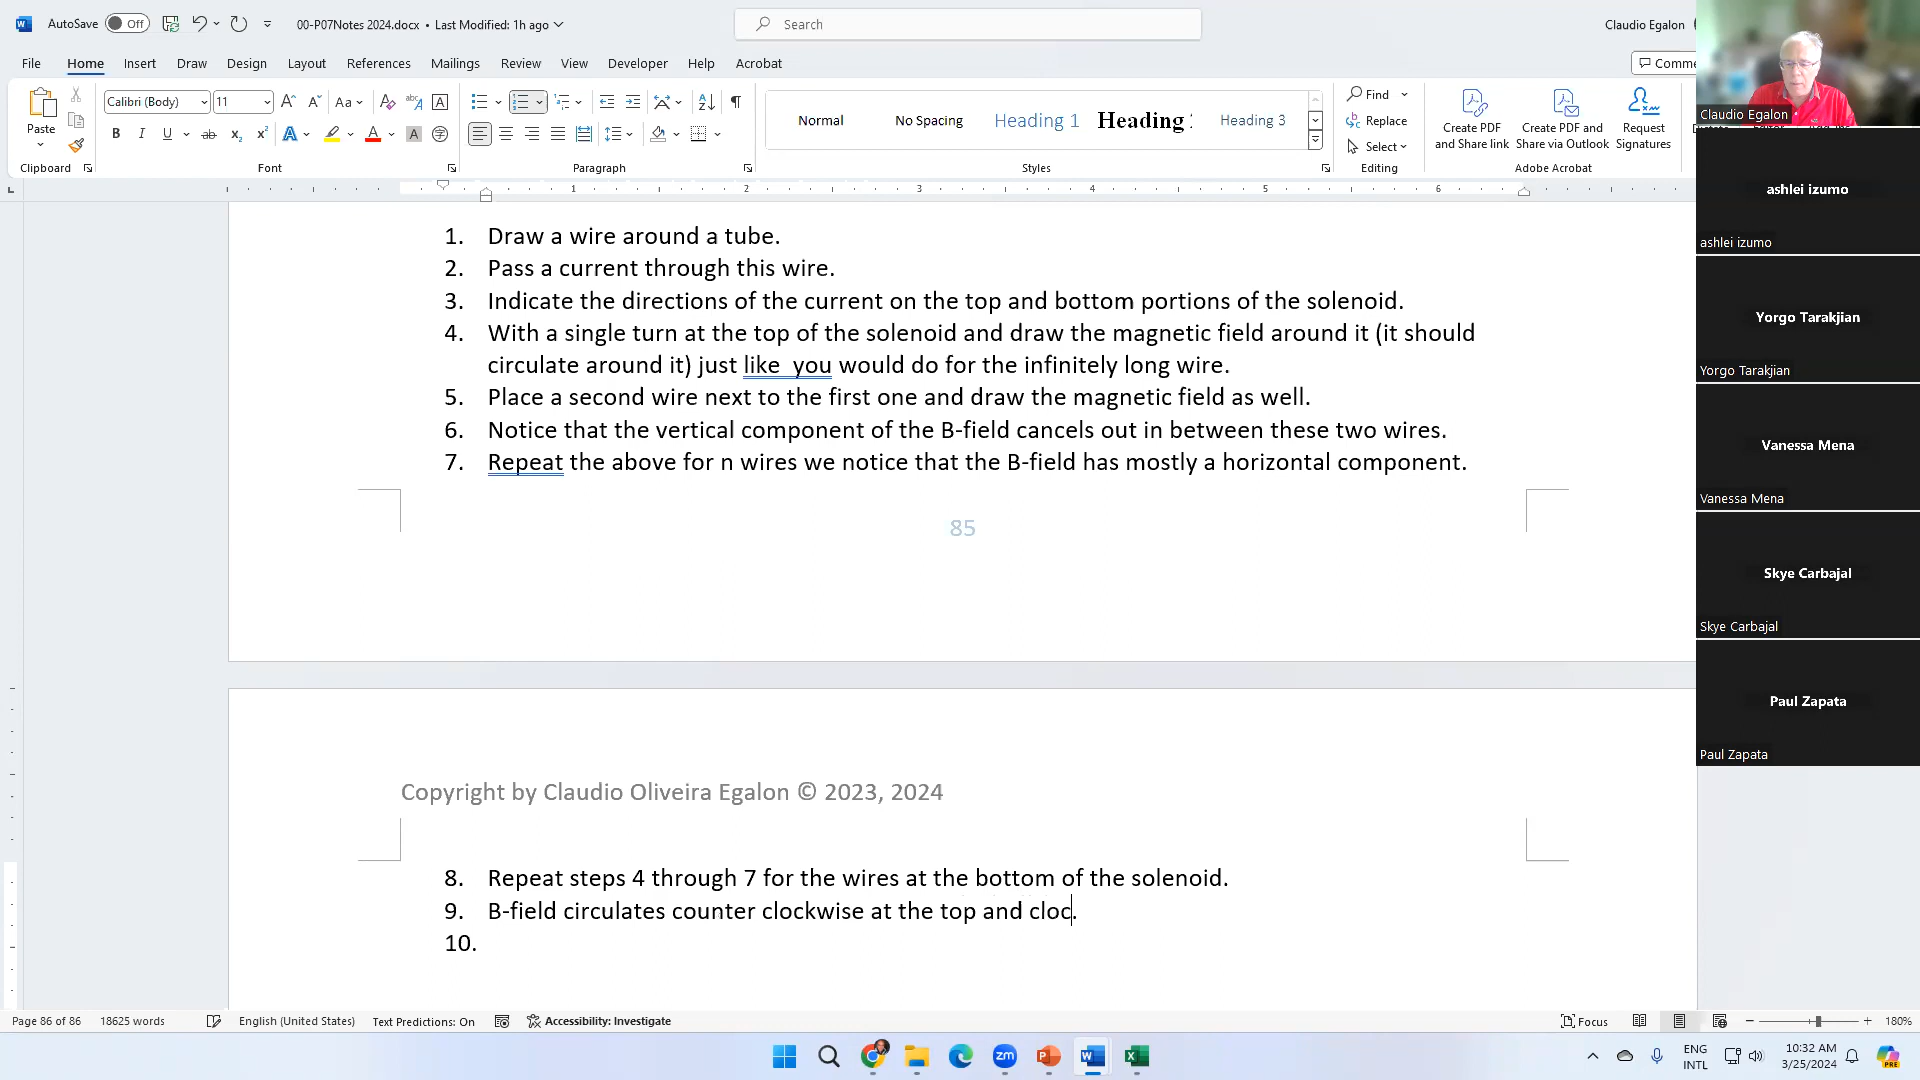 AutoSave Off 00-P07Notes 2024.docx • Last Modified: 1h ago Search Claudio Egalon
File Home Insert Draw Design Layout References Mailings Review View Developer Help Acrobat Comme
Paste Calibri (Body) 11 Normal No Spacing Heading 1 Heading Heading 3 Find Replace Select Create PDF and Share link Create PDF and Share via Outlook Request Signatures
Clipboard Font Paragraph Styles Editing Adobe Acrobat
1 2 3 4 5 6
1. Draw a wire around a tube.
2. Pass a current through this wire.
3. Indicate the directions of the current on the top and bottom portions of the solenoid.
4. With a single turn at the top of the solenoid and draw the magnetic field around it (it should
circulate around it) just like  you would do for the infinitely long wire.
5. Place a second wire next to the first one and draw the magnetic field as well.
6. Notice that the vertical component of the B-field cancels out in between these two wires.
7. Repeat the above for n wires we notice that the B-field has mostly a horizontal component.
85
Copyright by Claudio Oliveira Egalon © 2023, 2024
8. Repeat steps 4 through 7 for the wires at the bottom of the solenoid.
9. B-field circulates counter clockwise at the top and cloc.
10.
Claudio Egalon
ashlei izumo
ashlei izumo
Yorgo Tarakjian
Yorgo Tarakjian
Vanessa Mena
Vanessa Mena
Skye Carbajal
Skye Carbajal
Paul Zapata
Paul Zapata
Page 86 of 86 18625 words English (United States) Text Predictions: On Accessibility: Investigate Focus 180%
ENG
INTL
10:32 AM
3/25/2024